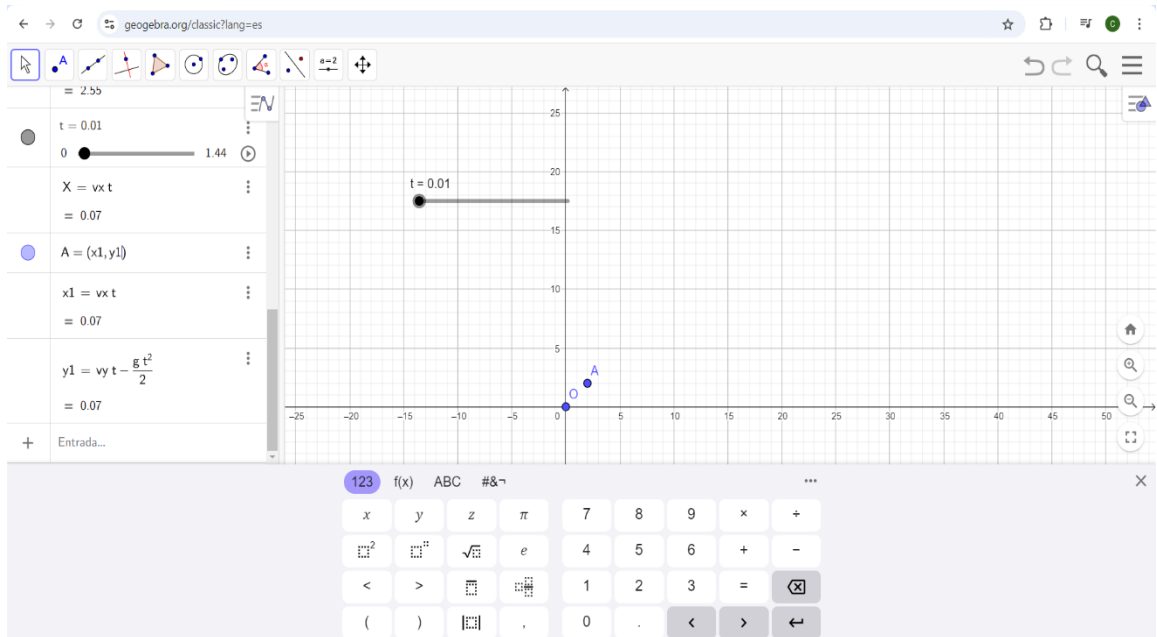 geogebra.org/classic?lang=es
A
a=2
= 2.55
t = 0.01
0 1.44
X = vx t
= 0.07
A = (x1, y1)
x1 = vx t
= 0.07
y1 = vy t − g t² / 2
= 0.07
+ Entrada...
t = 0.01
25
20
15
10
5
A
O
−25 −20 −15 −10 −5 0 5 10 15 20 25 30 35 40 45 50
123 f(x) ABC #&¬
x y z π 7 8 9 × ÷
□² □ √□ e 4 5 6 + −
< > 1 2 3 =
( ) |□| , 0 . < >